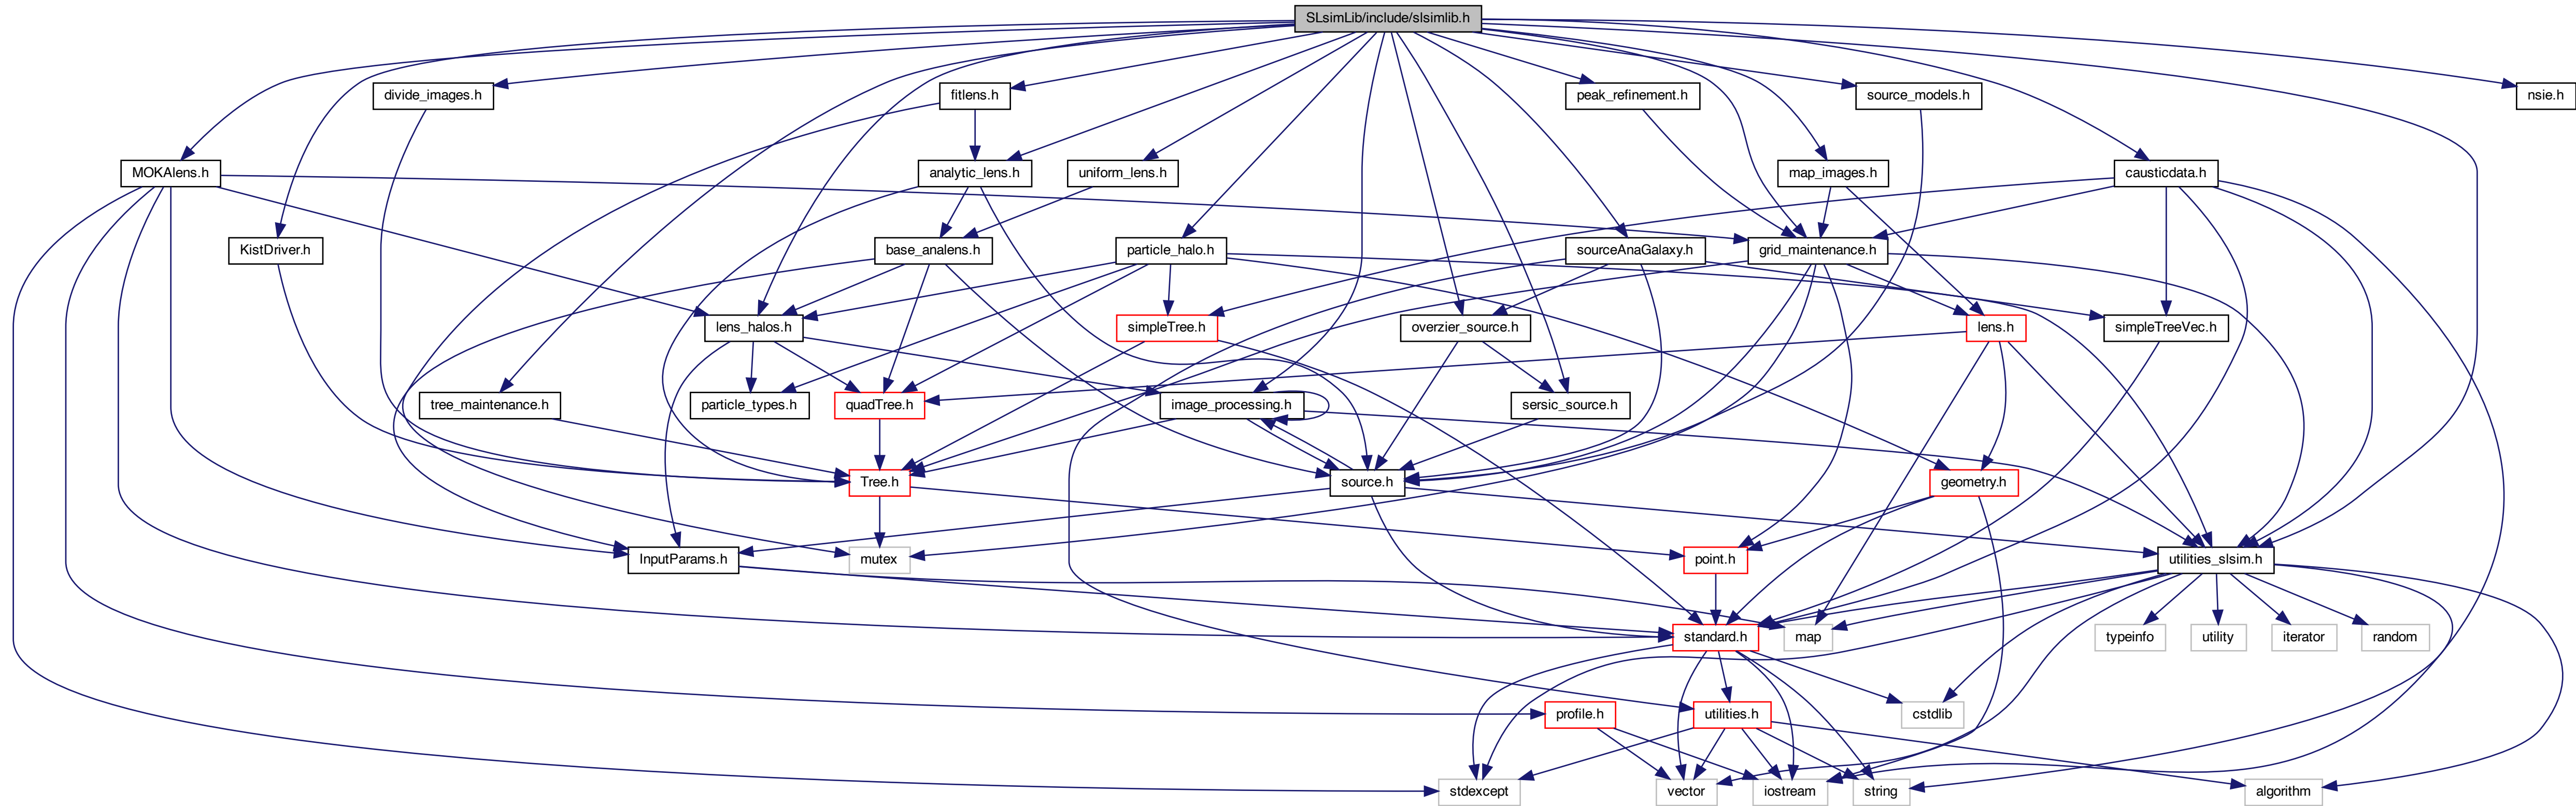 SLsimLib/include/slsimlib.h
divide_images.h
fitlens.h
peak_refinement.h
source_models.h
nsie.h
MOKAlens.h
analytic_lens.h
uniform_lens.h
map_images.h
causticdata.h
KistDriver.h
base_analens.h
particle_halo.h
sourceAnaGalaxy.h
grid_maintenance.h
lens_halos.h
simpleTree.h
overzier_source.h
lens.h
simpleTreeVec.h
tree_maintenance.h
particle_types.h
quadTree.h
image_processing.h
sersic_source.h
Tree.h
source.h
geometry.h
InputParams.h
mutex
point.h
utilities_slsim.h
standard.h
map
typeinfo
utility
iterator
random
profile.h
utilities.h
cstdlib
stdexcept
vector
iostream
string
algorithm